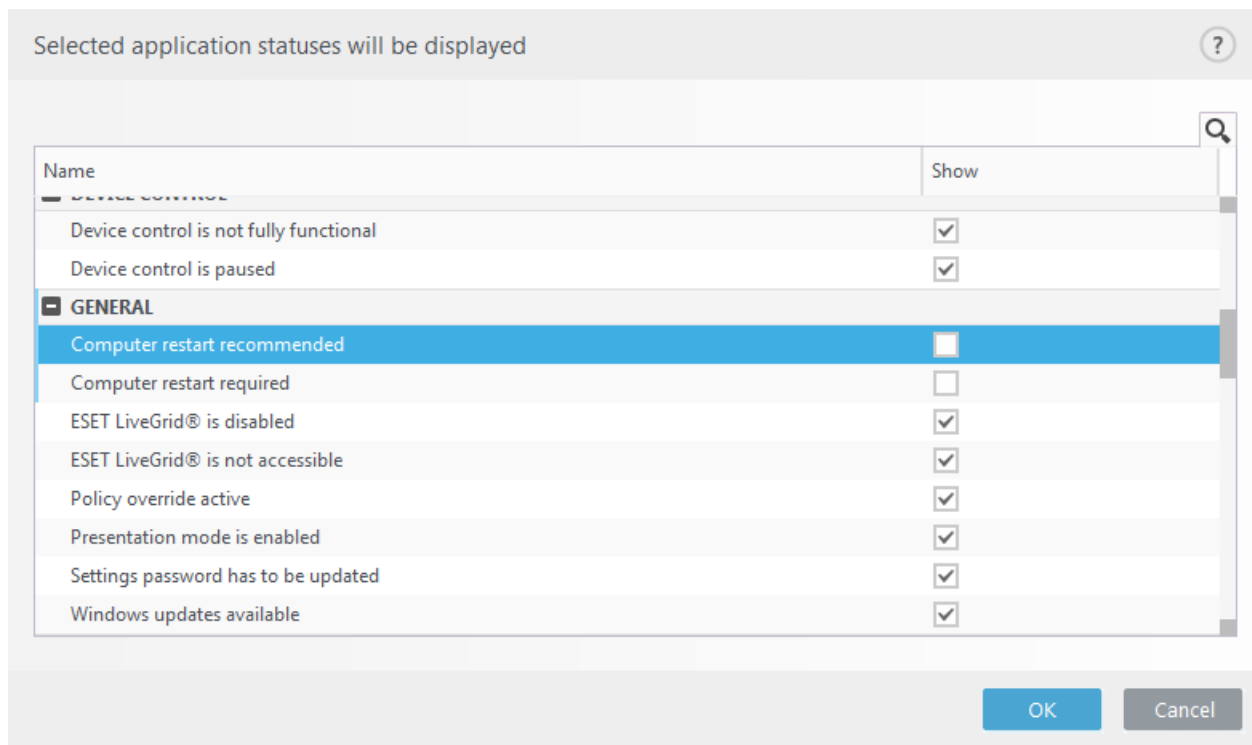 Selected application statuses will be displayed
?
Name Show
DEVICE CONTROL
Device control is not fully functional
Device control is paused
GENERAL
Computer restart recommended
Computer restart required
ESET LiveGrid® is disabled
ESET LiveGrid® is not accessible
Policy override active
Presentation mode is enabled
Settings password has to be updated
Windows updates available
OK Cancel